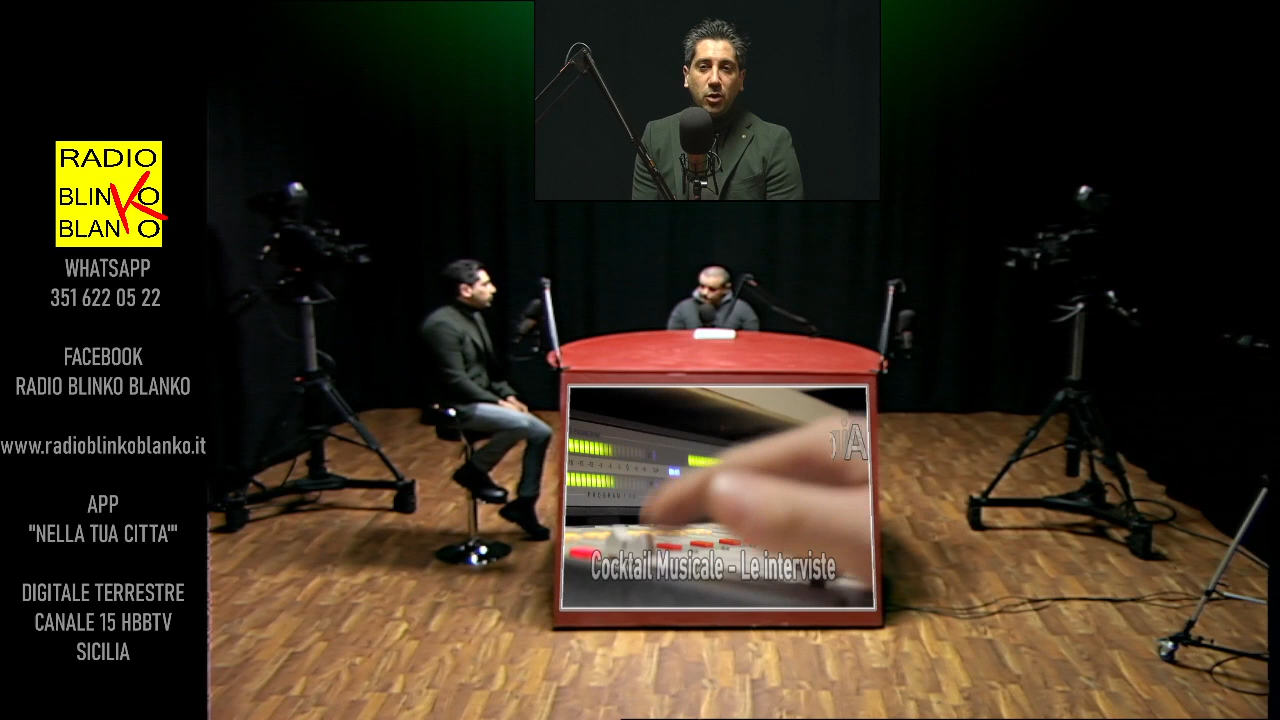 RADIO
BLINKO
BLANKO
WHATSAPP
351 622 05 22
FACEBOOK
RADIO BLINKO BLANKO
www.radioblinkoblanko.it
APP
"NELLA TUA CITTA'"
DIGITALE TERRESTRE
CANALE 15 HBBTV
SICILIA
PROGRAM
Cocktail Musicale - Le interviste